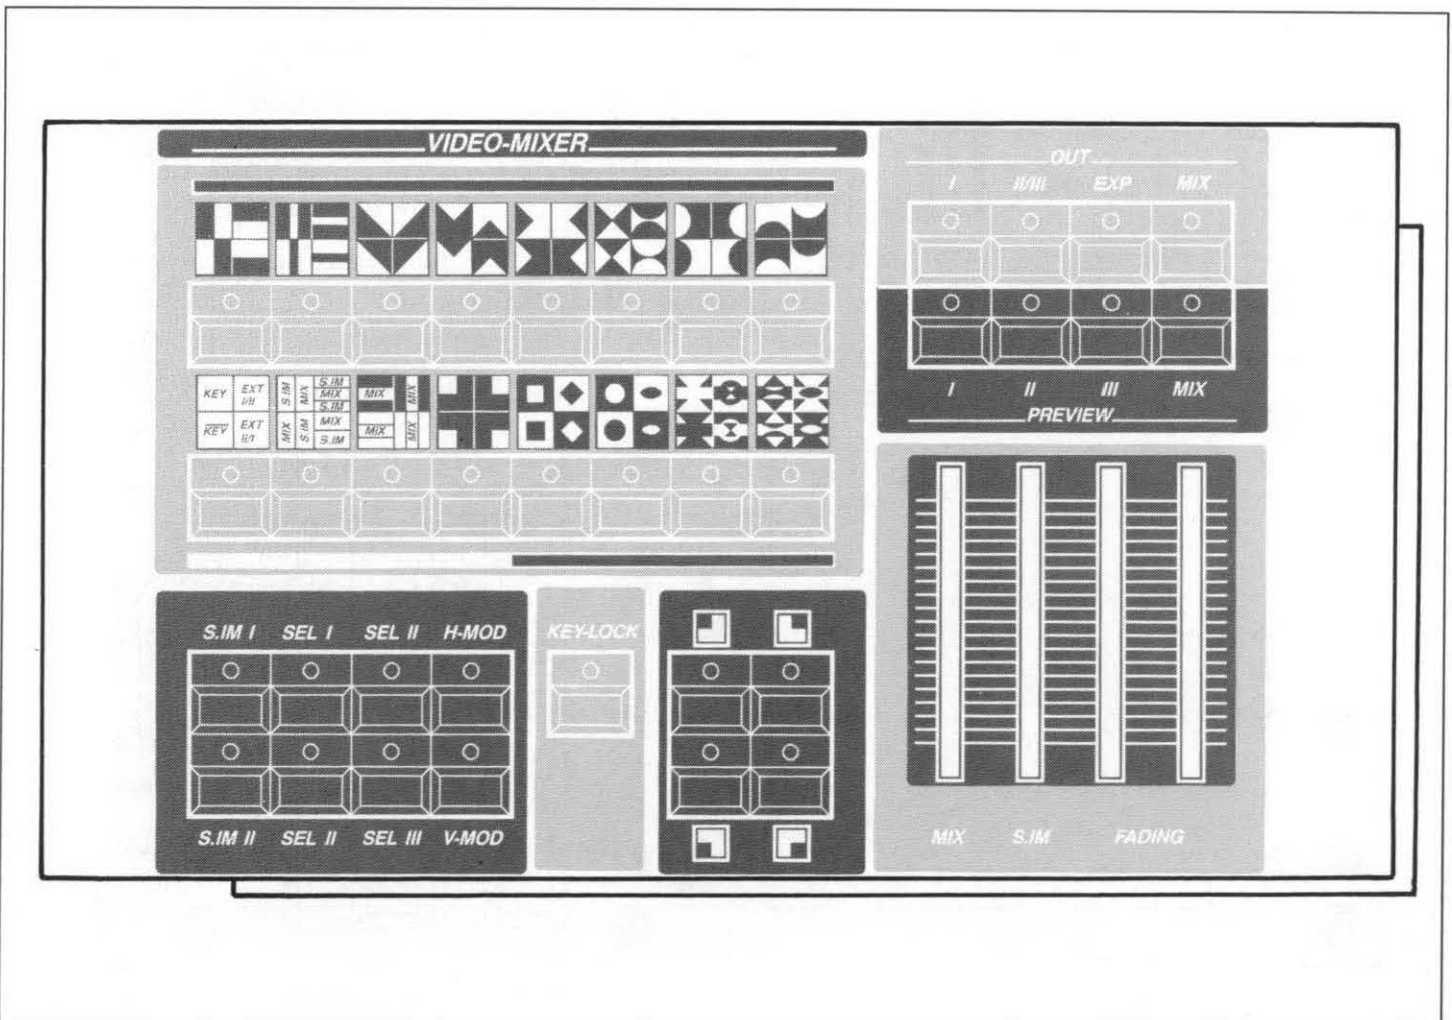 VIDEO-MIXER
OUT
I II/III EXP MIX
I II III MIX
PREVIEW
KEY EXT I/II
K̅E̅Y̅ EXT II/I
S.IM MIX S.IM MIX S.IM
MIX S.IM MIX S.IM
MIX MIX
MIX MIX
S.IM I SEL I SEL II H-MOD
S.IM II SEL II SEL III V-MOD
KEY-LOCK
MIX S.IM FADING